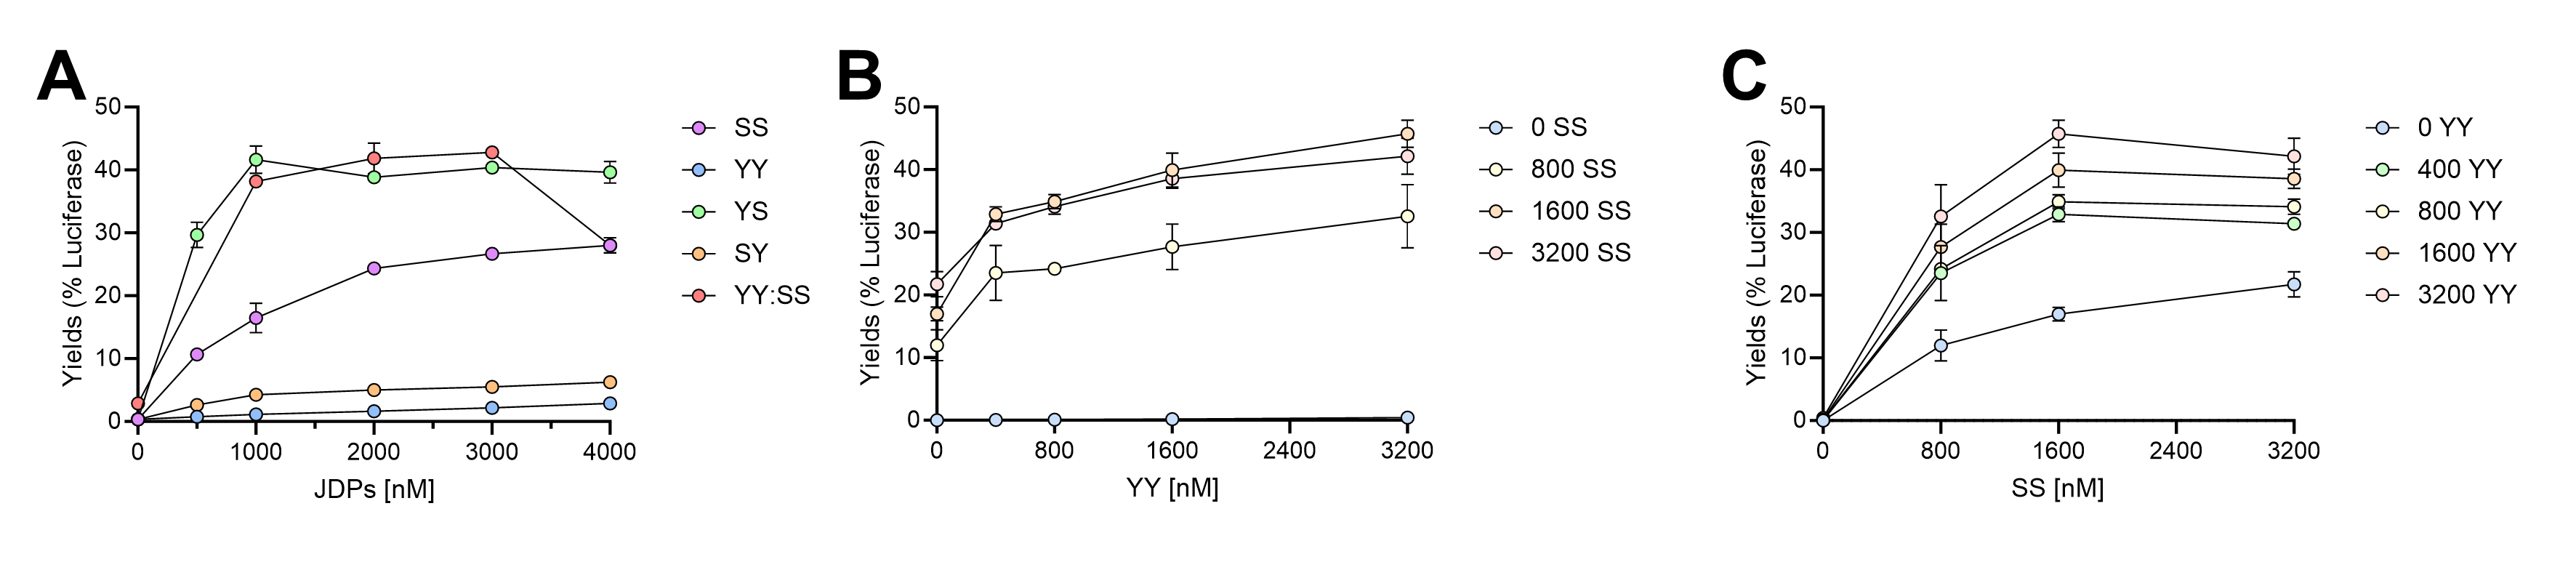 A
50
40
30
20
10
0
Yields (% Luciferase)
0 1000 2000 3000 4000
JDPs [nM]
SS
YY
YS
SY
YY:SS
B
50
40
30
20
10
0
Yields (% Luciferase)
0 800 1600 2400 3200
YY [nM]
0 SS
800 SS
1600 SS
3200 SS
C
50
40
30
20
10
0
Yields (% Luciferase)
0 800 1600 2400 3200
SS [nM]
0 YY
400 YY
800 YY
1600 YY
3200 YY